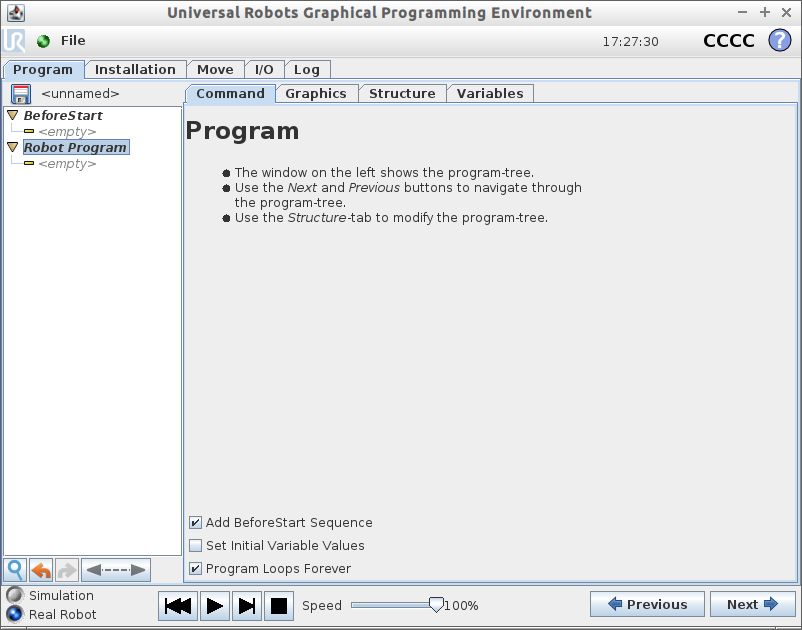 Universal Robots Graphical Programming Environment
UR File 17:27:30 CCCC ?
Program Installation Move I/O Log
<unnamed> Command Graphics Structure Variables
BeforeStart
<empty>
Robot Program
<empty>
Program
The window on the left shows the program-tree.
Use the Next and Previous buttons to navigate through
the program-tree.
Use the Structure-tab to modify the program-tree.
Add BeforeStart Sequence
Set Initial Variable Values
Program Loops Forever
Simulation
Real Robot
Speed 100%
Previous Next